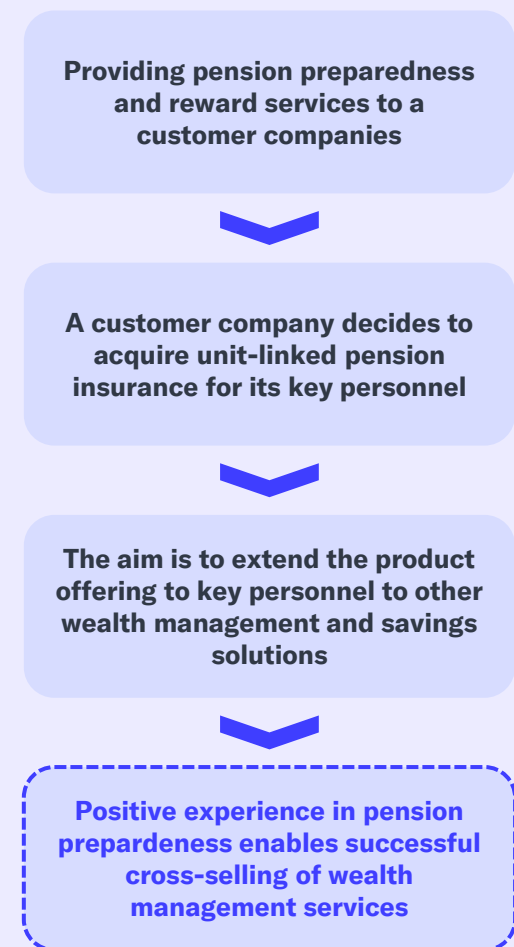 Providing pension preparedness
and reward services to a
customer companies
A customer company decides to
acquire unit-linked pension
insurance for its key personnel
The aim is to extend the product
offering to key personnel to other
wealth management and savings
solutions
Positive experience in pension
prepardeness enables successful
cross-selling of wealth
management services